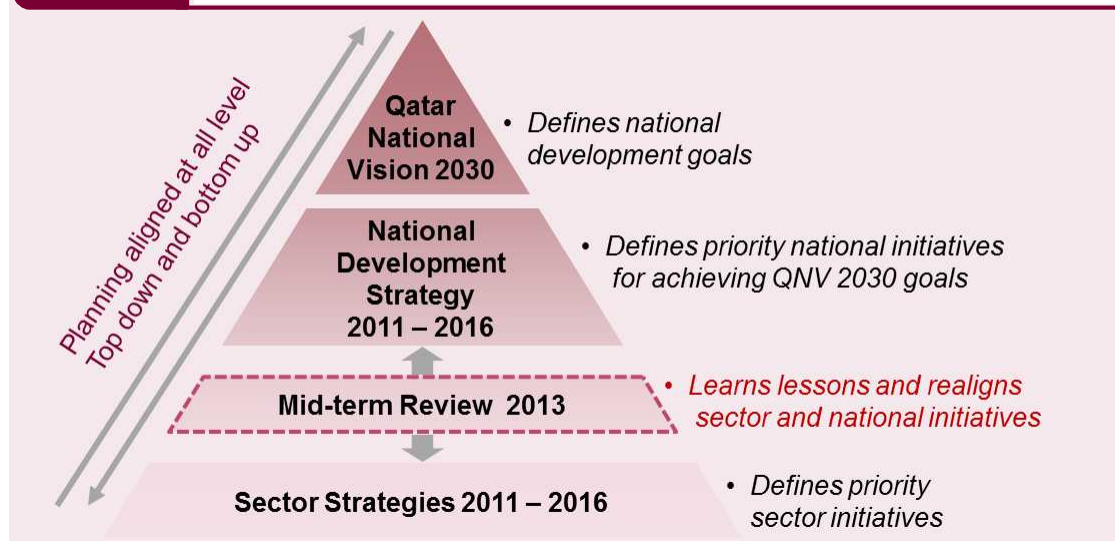 Planning aligned at all level
Top down and bottom up
Qatar
National
Vision 2030
• Defines national
development goals
National
Development
Strategy
2011 – 2016
• Defines priority national initiatives
for achieving QNV 2030 goals
Mid-term Review 2013
• Learns lessons and realigns
sector and national initiatives
Sector Strategies 2011 – 2016
• Defines priority
sector initiatives